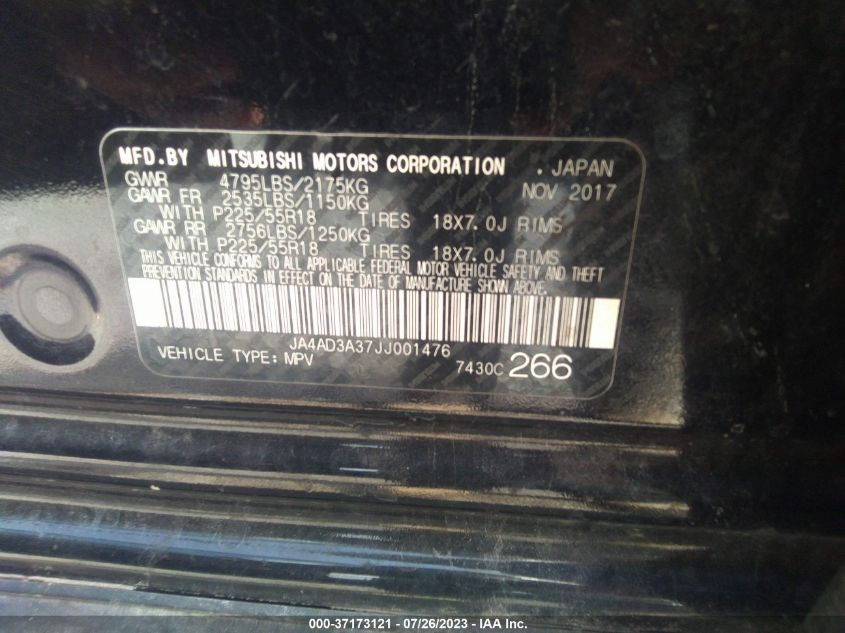 MFD.BY MITSUBISHI MOTORS CORPORATION . JAPAN
GVWR 4795LBS/2175KG NOV 2017
GAWR FR 2535LBS/1150KG
WITH P225/55R18 TIRES 18X7.0J RIMS
GAWR RR 2756LBS/1250KG
WITH P225/55R18 TIRES 18X7.0J RIMS
THIS VEHICLE CONFORMS TO ALL APPLICABLE FEDERAL MOTOR VEHICLE SAFETY AND THEFT
PREVENTION STANDARDS IN EFFECT ON THE DATE OF MANUFACTURE SHOWN ABOVE.
JA4AD3A37JJ001476
VEHICLE TYPE: MPV 7430C 266
000-37173121 - 07/26/2023 - IAA Inc.